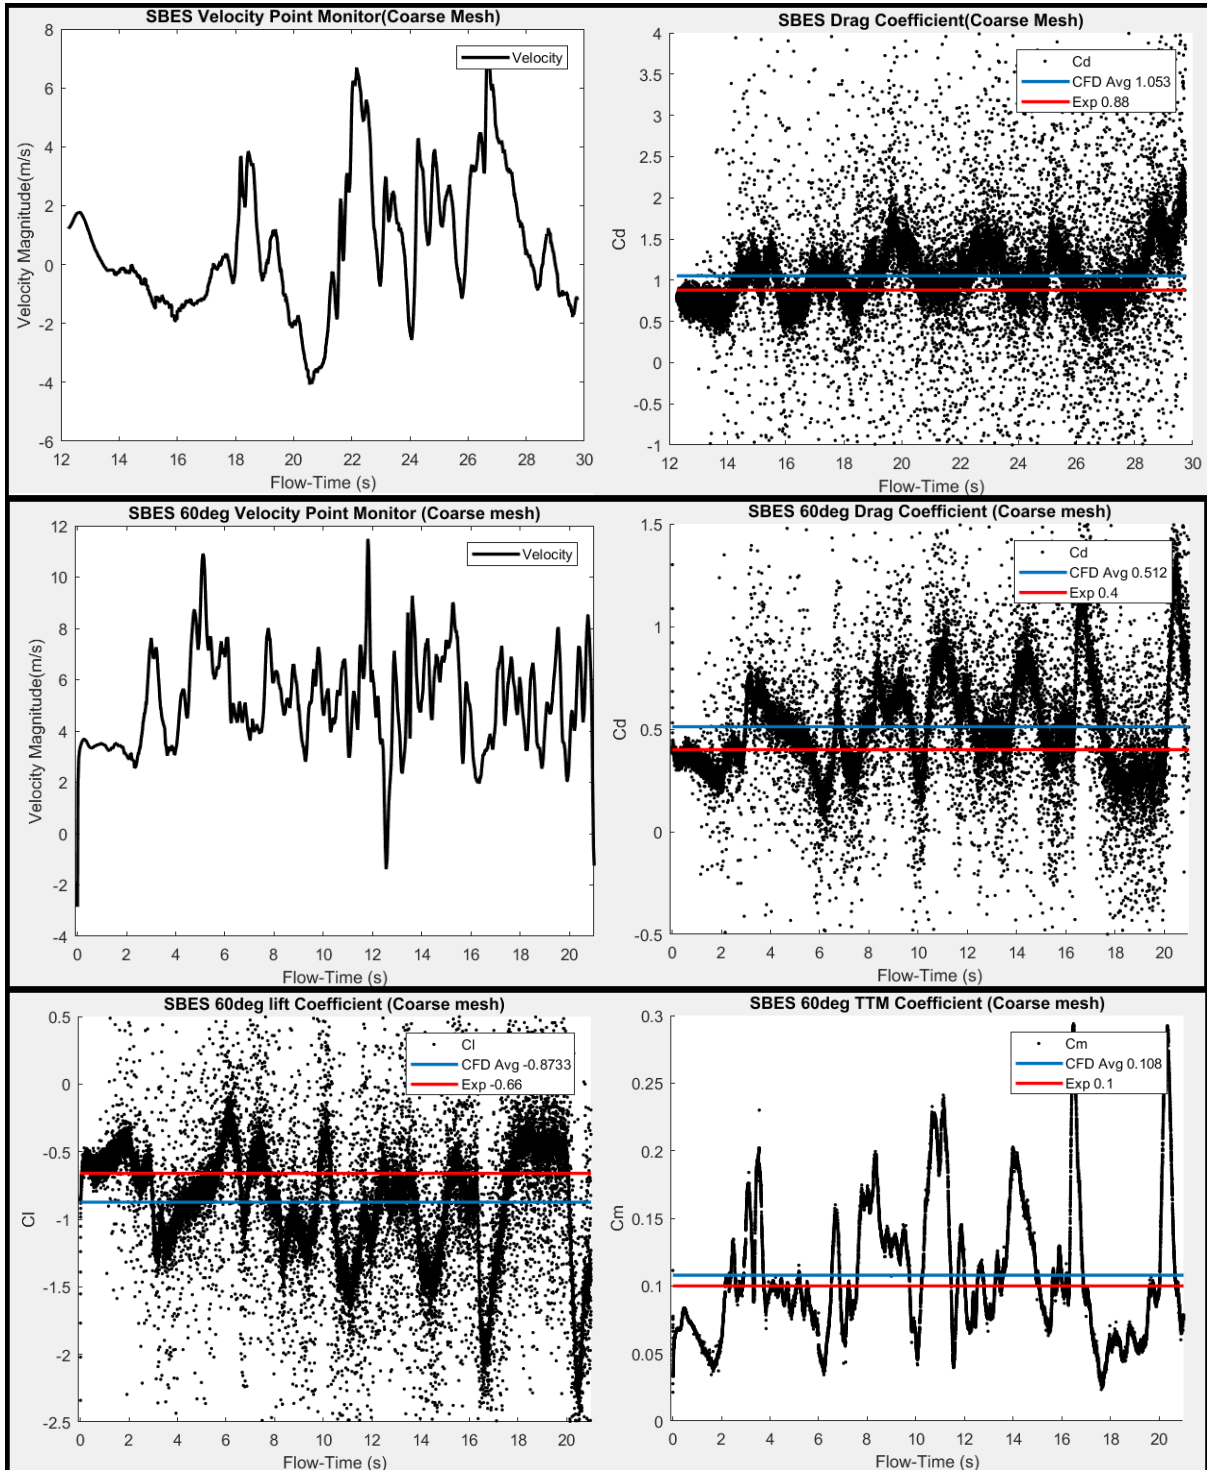 SBES Velocity Point Monitor(Coarse Mesh)
Velocity
Velocity Magnitude(m/s)
8
6
4
2
0
-2
-4
-6
12 14 16 18 20 22 24 26 28 30
Flow-Time (s)
SBES Drag Coefficient(Coarse Mesh)
Cd
CFD Avg 1.053
Exp 0.88
Cd
4
3.5
3
2.5
2
1.5
1
0.5
0
-0.5
-1
12 14 16 18 20 22 24 26 28 30
Flow-Time (s)
SBES 60deg Velocity Point Monitor (Coarse mesh)
Velocity
Velocity Magnitude(m/s)
12
10
8
6
4
2
0
-2
-4
0 2 4 6 8 10 12 14 16 18 20
Flow-Time (s)
SBES 60deg Drag Coefficient (Coarse mesh)
Cd
CFD Avg 0.512
Exp 0.4
Cd
1.5
1
0.5
0
-0.5
0 2 4 6 8 10 12 14 16 18 20
Flow-Time (s)
SBES 60deg lift Coefficient (Coarse mesh)
Cl
CFD Avg -0.8733
Exp -0.66
Cl
0.5
0
-0.5
-1
-1.5
-2
-2.5
0 2 4 6 8 10 12 14 16 18 20
Flow-Time (s)
SBES 60deg TTM Coefficient (Coarse mesh)
Cm
CFD Avg 0.108
Exp 0.1
Cm
0.3
0.25
0.2
0.15
0.1
0.05
0
0 2 4 6 8 10 12 14 16 18 20
Flow-Time (s)